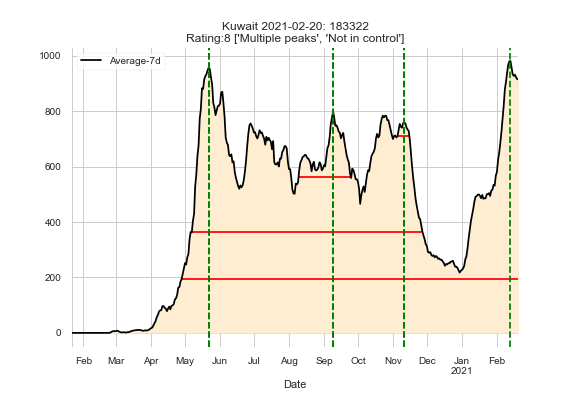 Kuwait 2021-02-20: 183322
Rating:8 ['Multiple peaks', 'Not in control']
Average-7d
1000
800
600
400
200
0
Feb Mar Apr May Jun Jul Aug Sep Oct Nov Dec Jan Feb
2021
Date